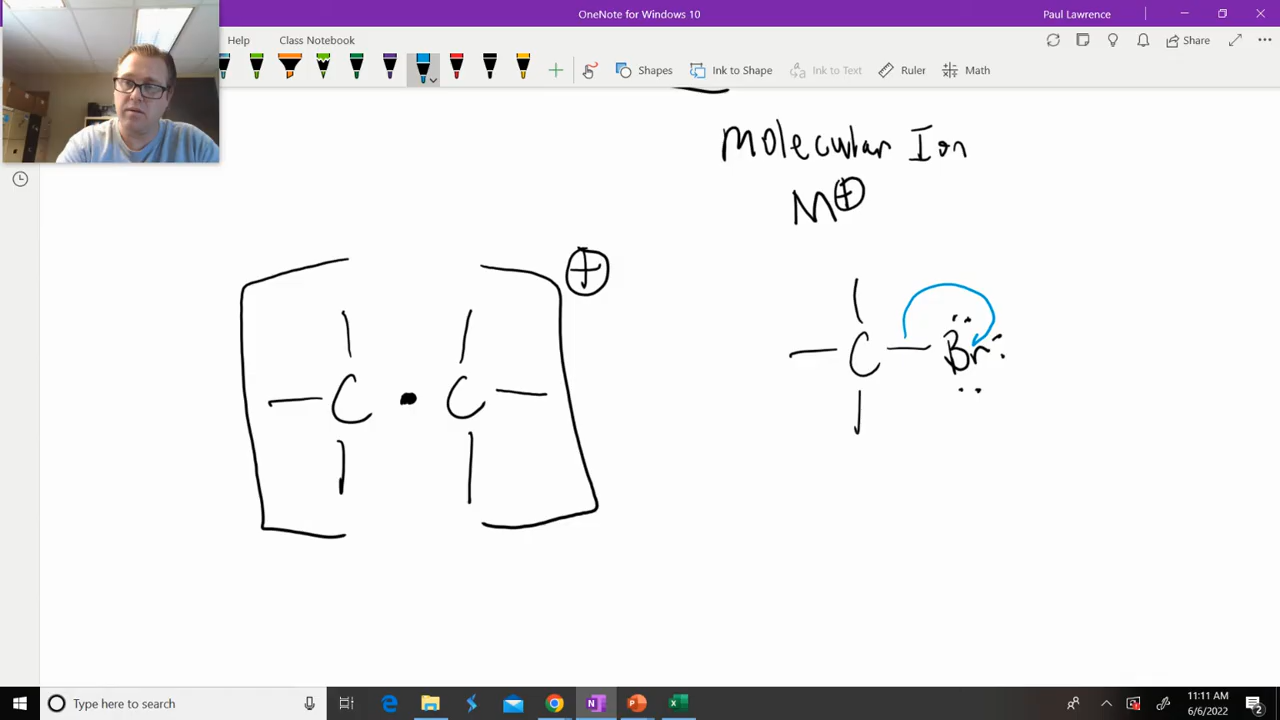 OneNote for Windows 10
Paul Lawrence
Help
Class Notebook
Shapes
Ink to Shape
Ink to Text
Ruler
Math
Share
Molecular Ion
M⊕
⊕
C • C
C — Br
Type here to search
11:11 AM
6/6/2022
2